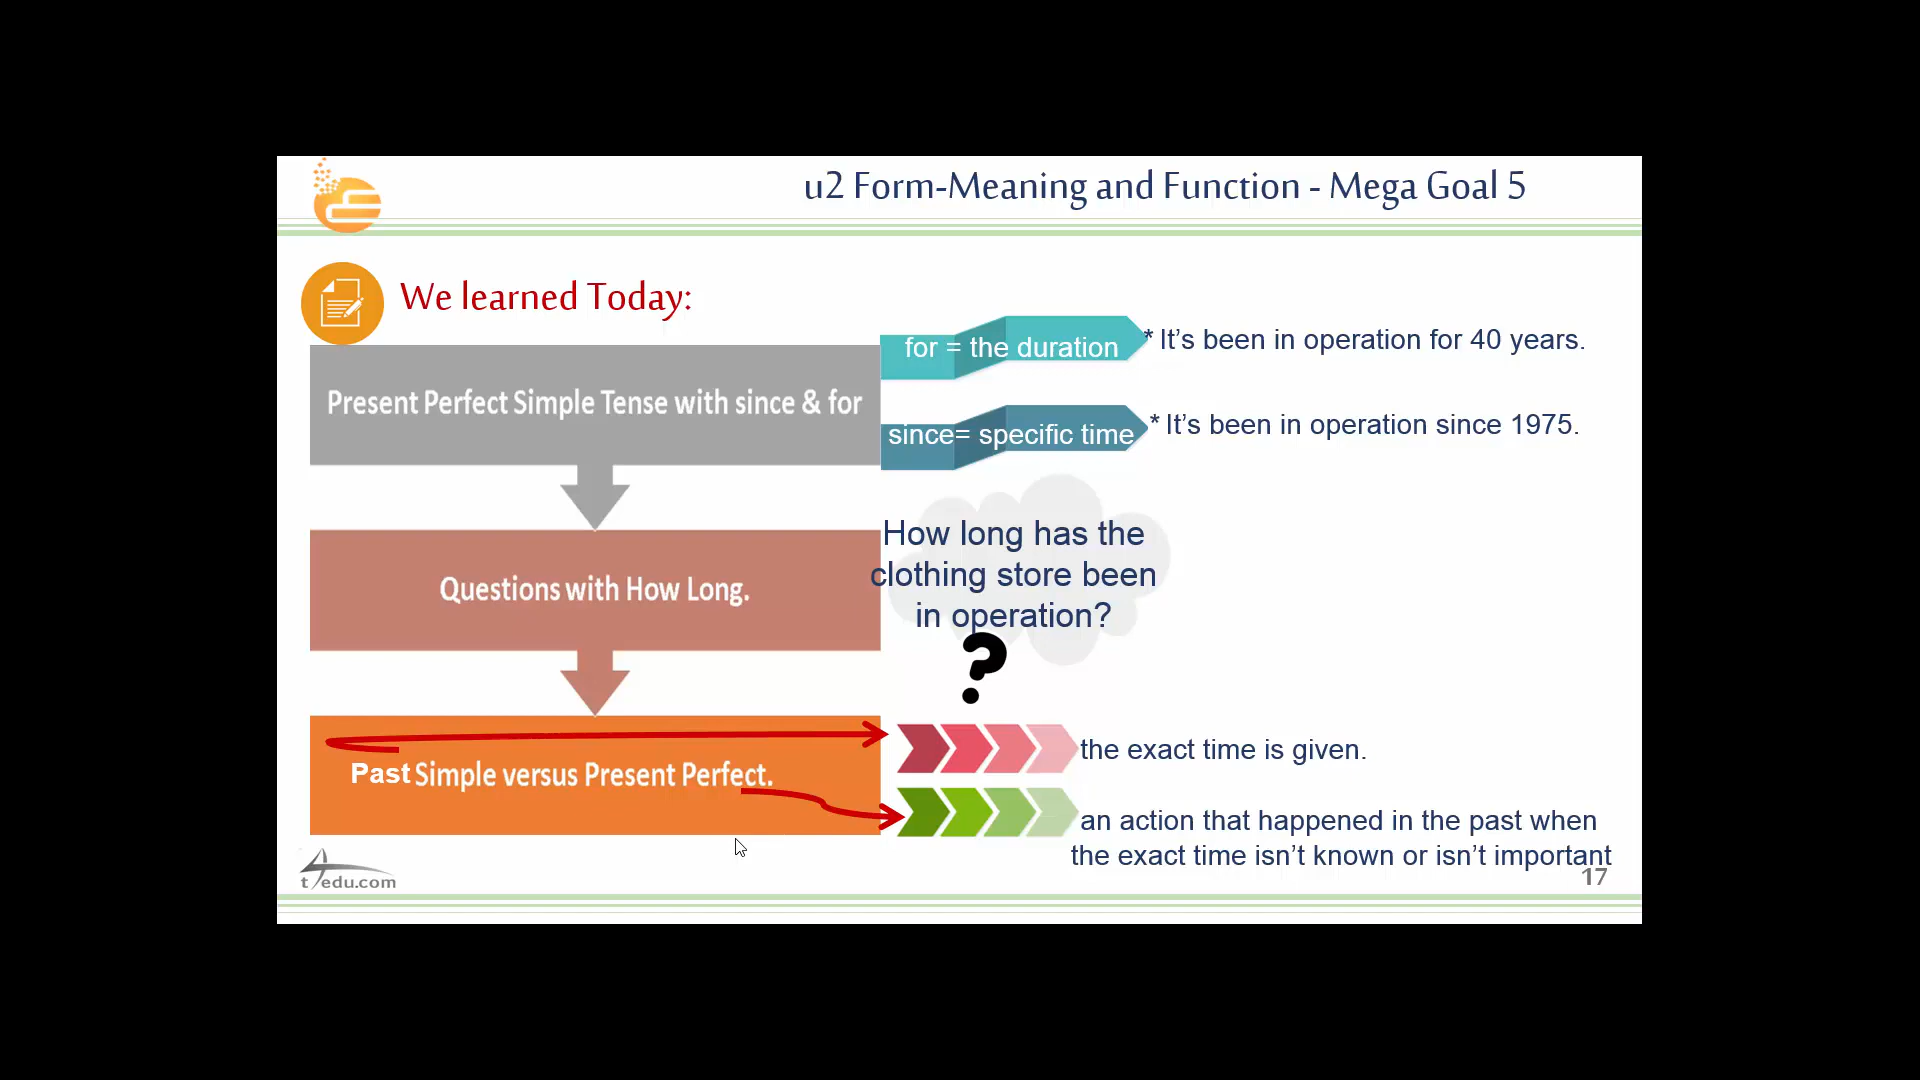 u2 Form-Meaning and Function - Mega Goal 5
We learned Today:
Present Perfect Simple Tense with since & for
for = the duration
* It’s been in operation for 40 years.
since= specific time
* It’s been in operation since 1975.
Questions with How Long.
How long has the
clothing store been
in operation?
?
Past Simple versus Present Perfect.
the exact time is given.
an action that happened in the past when
the exact time isn’t known or isn’t important
t4edu.com
17